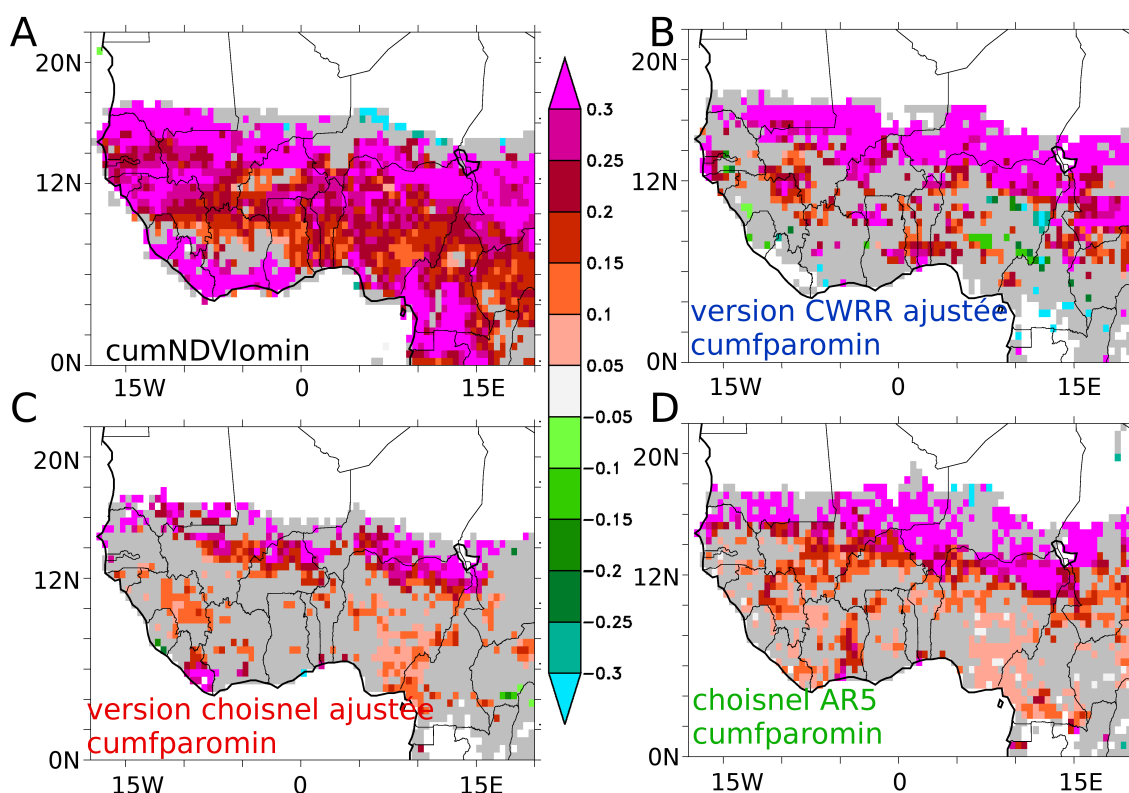 A
20N
12N
0N
15W 0 15E
cumNDVIomin
0.3
0.25
0.2
0.15
0.1
0.05
−0.05
−0.1
−0.15
−0.2
−0.25
−0.3
B
20N
12N
0N
15W 0 15E
version CWRR ajustée
cumfparomin
C
20N
12N
0N
15W 0 15E
version choisnel ajustée
cumfparomin
D
20N
12N
0N
15W 0 15E
choisnel AR5
cumfparomin